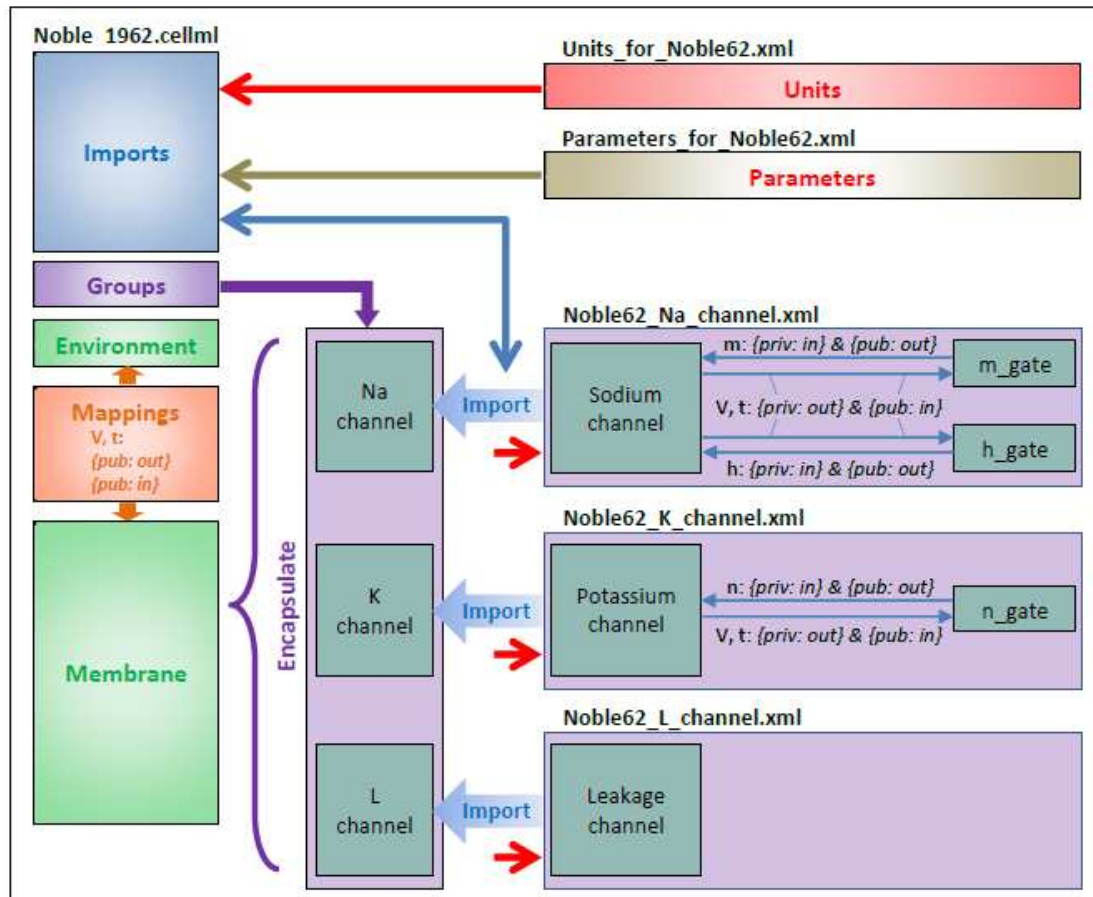 Noble_1962.cellml
Imports
Units_for_Noble62.xml
Units
Parameters_for_Noble62.xml
Parameters
Groups
Environment
Mappings
V, t:
{pub: out}
{pub: in}
Membrane
Encapsulate
Na
channel
K
channel
L
channel
Import
Import
Import
Noble62_Na_channel.xml
Sodium
channel
m: {priv: in} & {pub: out}
m_gate
V, t: {priv: out} & {pub: in}
h_gate
h: {priv: in} & {pub: out}
Noble62_K_channel.xml
Potassium
channel
n: {priv: in} & {pub: out}
n_gate
V, t: {priv: out} & {pub: in}
Noble62_L_channel.xml
Leakage
channel